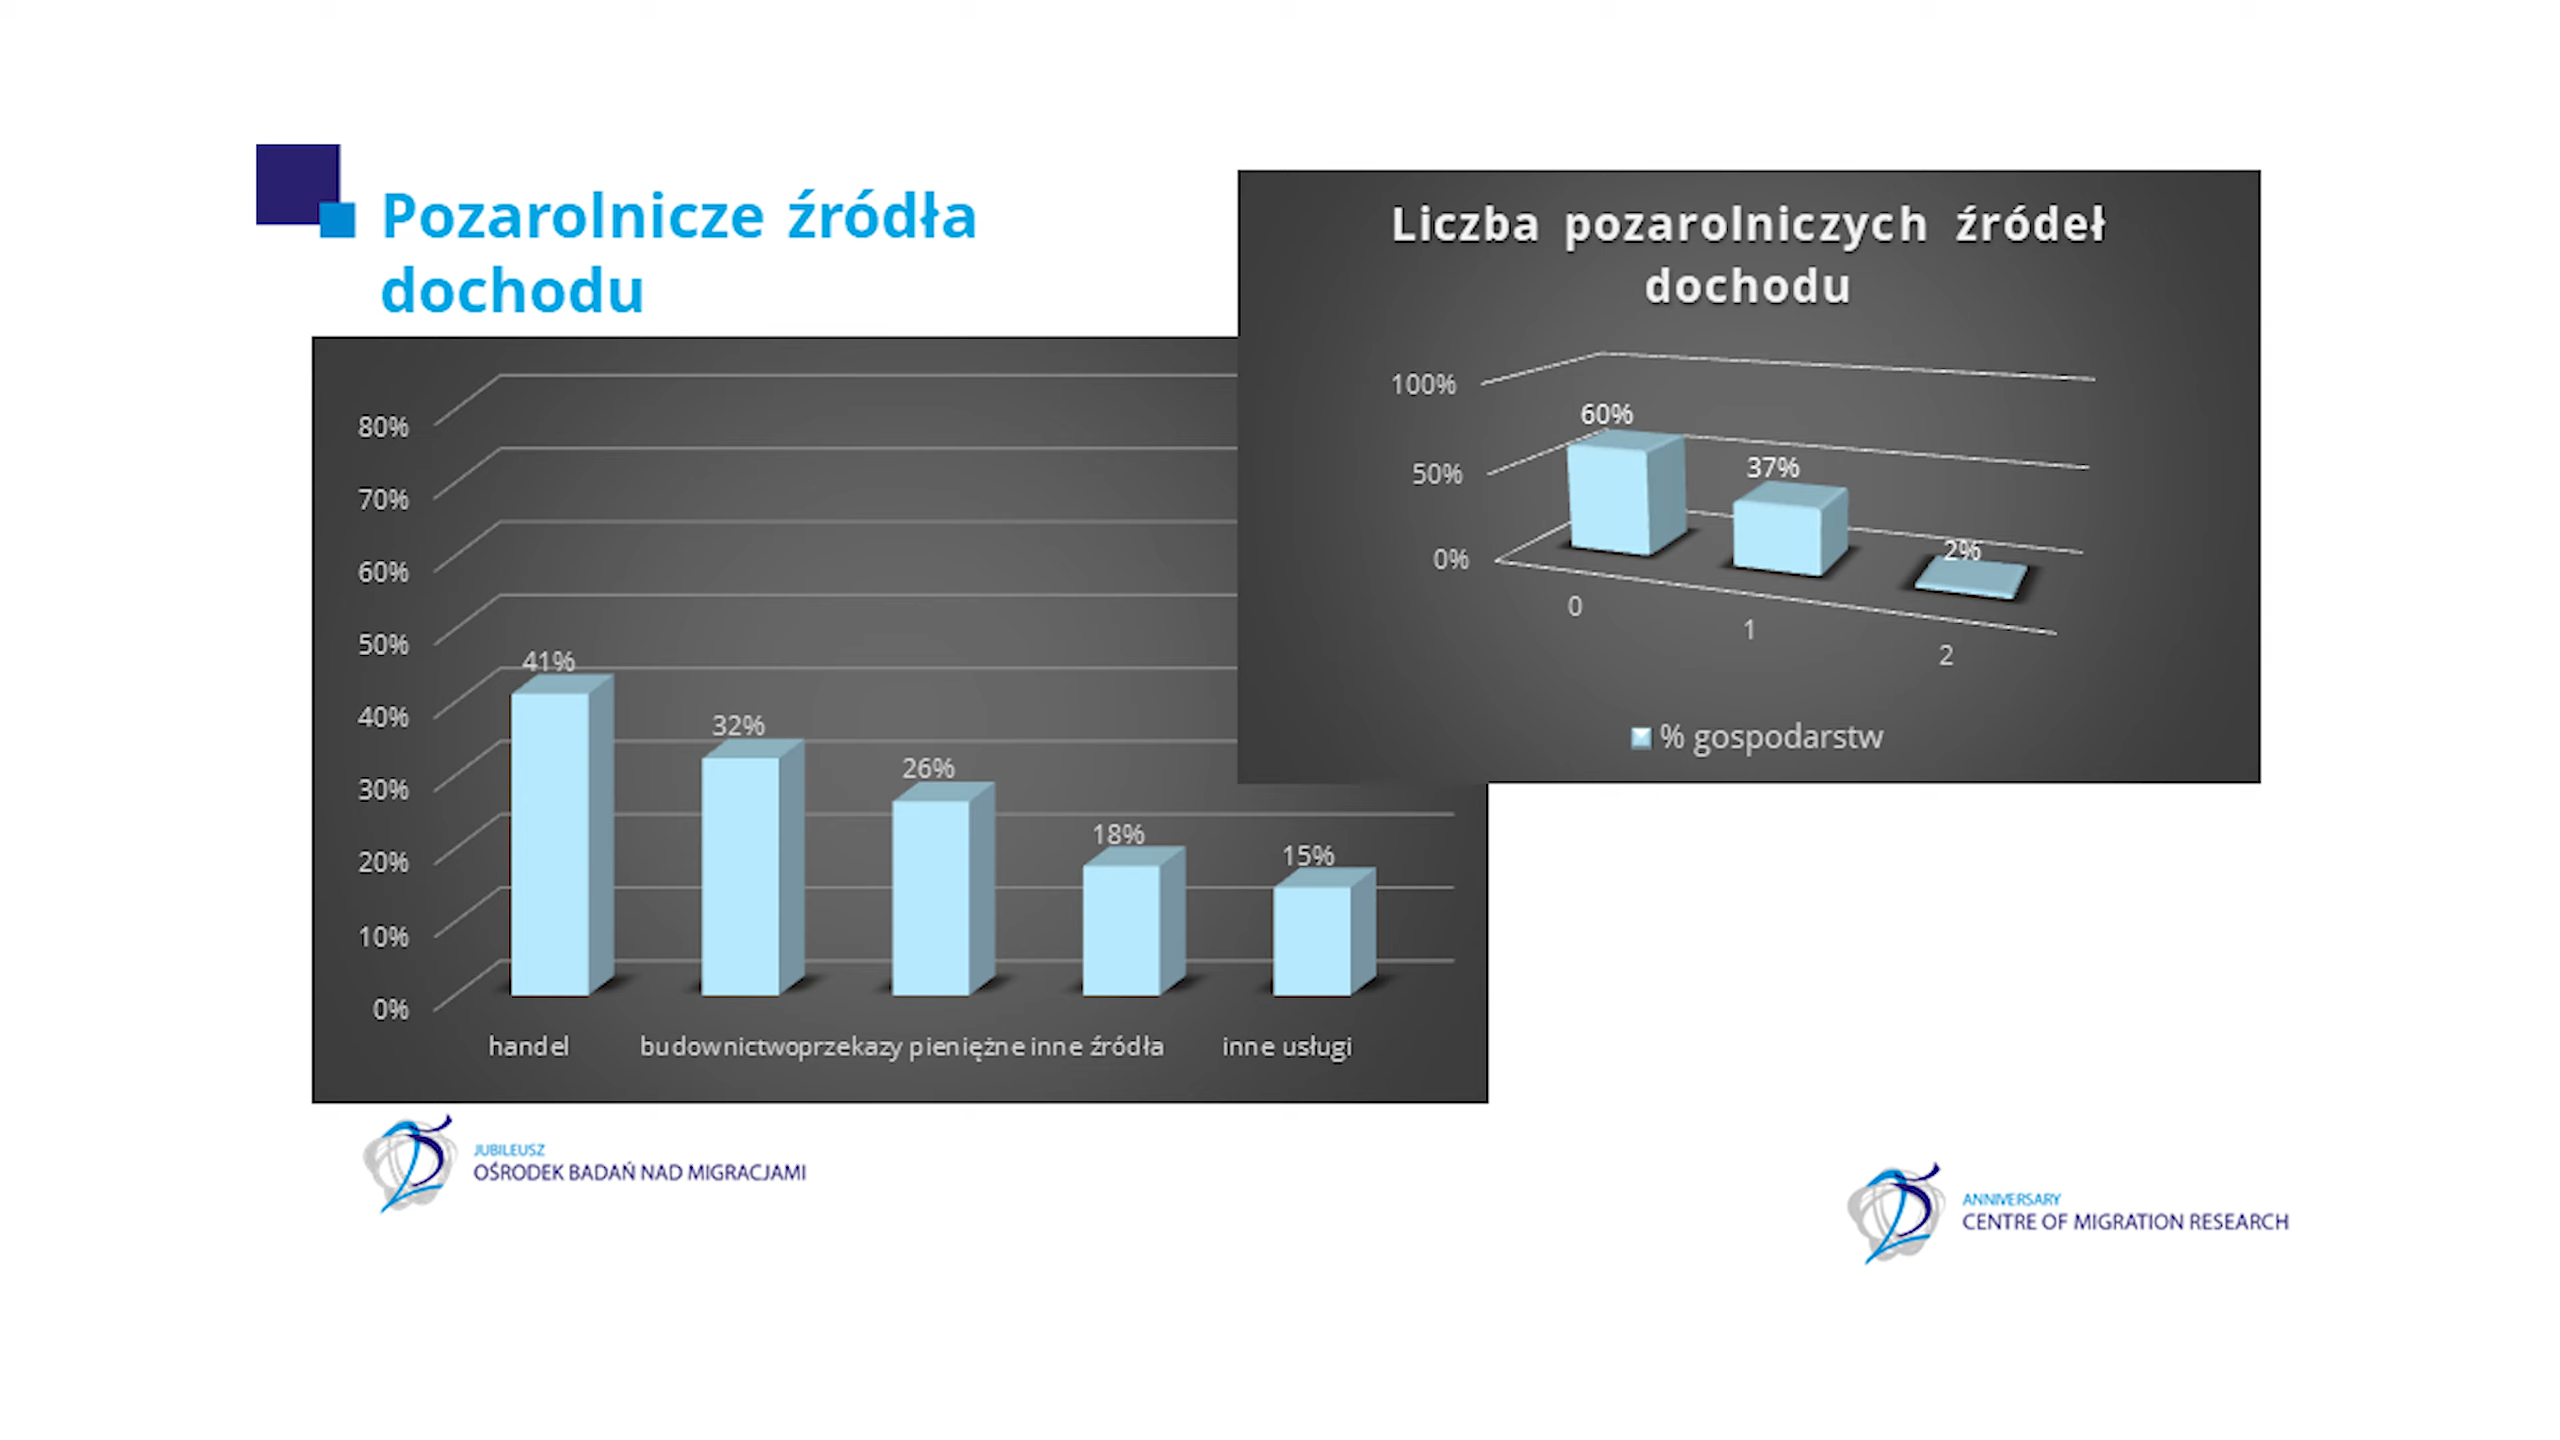 Pozarolnicze źródła
dochodu
80%
70%
60%
50%
40%
30%
20%
10%
0%
41%
32%
26%
18%
15%
handel
budownictwo
przekazy pieniężne
inne źródła
inne usługi
Liczba pozarolniczych źródeł
dochodu
100%
50%
0%
60%
37%
2%
0
1
2
% gospodarstw
JUBILEUSZ
OŚRODEK BADAŃ NAD MIGRACJAMI
ANNIVERSARY
CENTRE OF MIGRATION RESEARCH